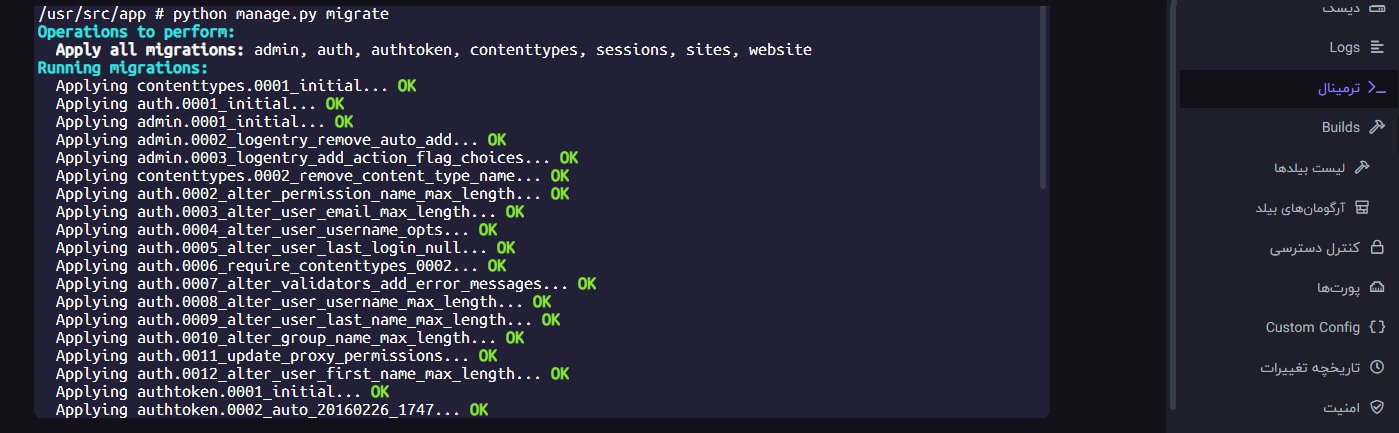 /usr/src/app # python manage.py migrate
Operations to perform:
  Apply all migrations: admin, auth, authtoken, contenttypes, sessions, sites, website
Running migrations:
  Applying contenttypes.0001_initial... OK
  Applying auth.0001_initial... OK
  Applying admin.0001_initial... OK
  Applying admin.0002_logentry_remove_auto_add... OK
  Applying admin.0003_logentry_add_action_flag_choices... OK
  Applying contenttypes.0002_remove_content_type_name... OK
  Applying auth.0002_alter_permission_name_max_length... OK
  Applying auth.0003_alter_user_email_max_length... OK
  Applying auth.0004_alter_user_username_opts... OK
  Applying auth.0005_alter_user_last_login_null... OK
  Applying auth.0006_require_contenttypes_0002... OK
  Applying auth.0007_alter_validators_add_error_messages... OK
  Applying auth.0008_alter_user_username_max_length... OK
  Applying auth.0009_alter_user_last_name_max_length... OK
  Applying auth.0010_alter_group_name_max_length... OK
  Applying auth.0011_update_proxy_permissions... OK
  Applying auth.0012_alter_user_first_name_max_length... OK
  Applying authtoken.0001_initial... OK
  Applying authtoken.0002_auto_20160226_1747... OK
دیسک
Logs
ترمینال
Builds
لیست بیلدها
آرگومان‌های بیلد
کنترل دسترسی
پورت‌ها
Custom Config
تاریخچه تغییرات
امنیت